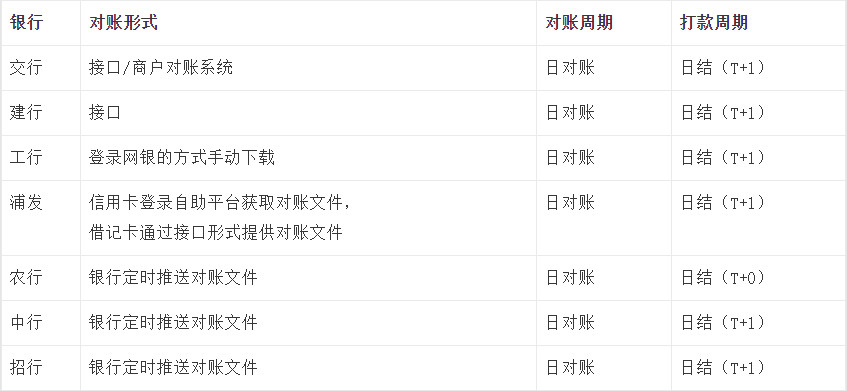 银行 对账形式 对账周期 打款周期
交行 接口/商户对账系统 日对账 日结（T+1）
建行 接口 日对账 日结（T+1）
工行 登录网银的方式手动下载 日对账 日结（T+1）
浦发 信用卡登录自助平台获取对账文件， 日对账 日结（T+1）
借记卡通过接口形式提供对账文件
农行 银行定时推送对账文件 日对账 日结（T+0）
中行 银行定时推送对账文件 日对账 日结（T+1）
招行 银行定时推送对账文件 日对账 日结（T+1）